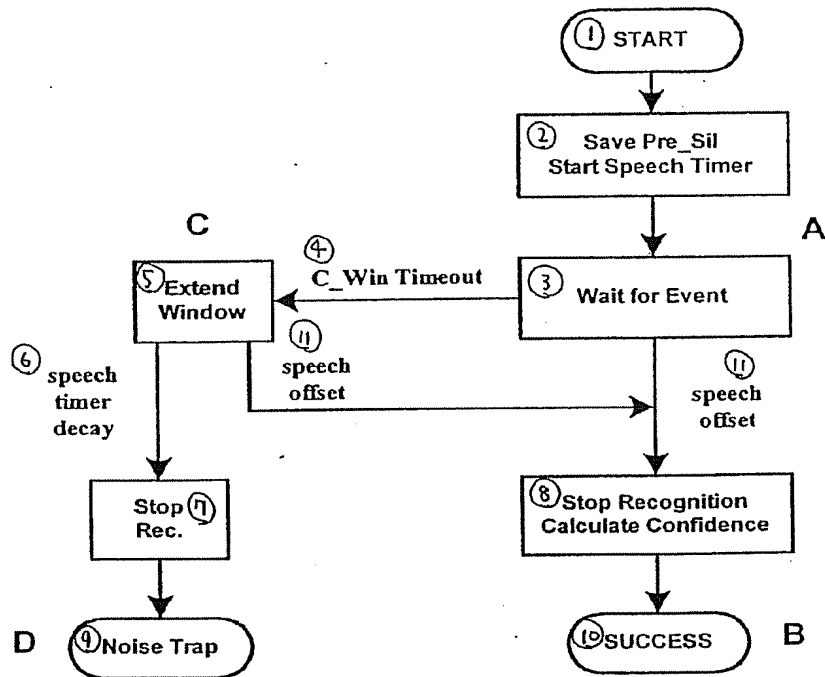 ① START
② Save Pre_Sil
Start Speech Timer
C
A
④
C_Win Timeout
⑤ Extend
Window
③ Wait for Event
⑥ speech
timer
decay
⑪
speech
offset
⑪
speech
offset
Stop ⑦
Rec.
⑧ Stop Recognition
Calculate Confidence
D
⑨ Noise Trap
⑩ SUCCESS
B